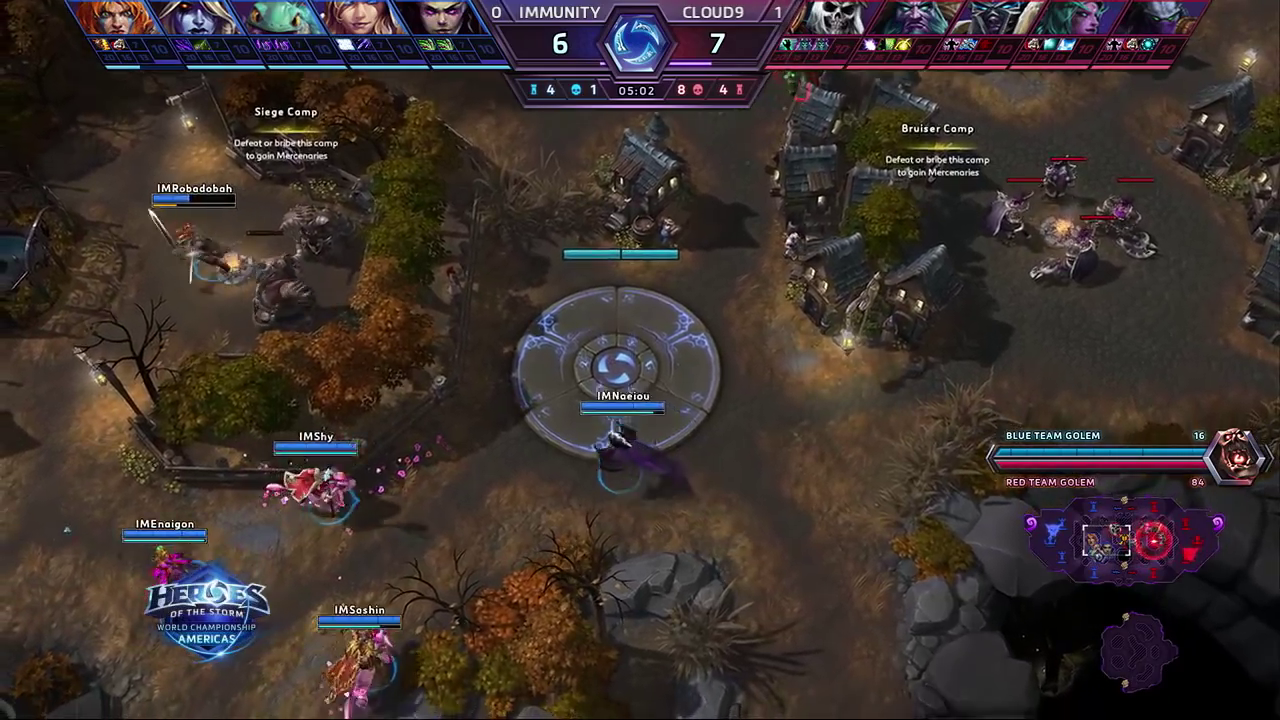 0 IMMUNITY
CLOUD9 1
6
7
4 1 05:02 8 4
Siege Camp
Defeat or bribe this camp
to gain Mercenaries
Bruiser Camp
Defeat or bribe this camp
to gain Mercenaries
IMRobadobah
IMNaeiou
IMShy
BLUE TEAM GOLEM 16
RED TEAM GOLEM 84
IMEnaigon
IMSashin
HEROES
OF THE STORM
WORLD CHAMPIONSHIP
AMERICAS